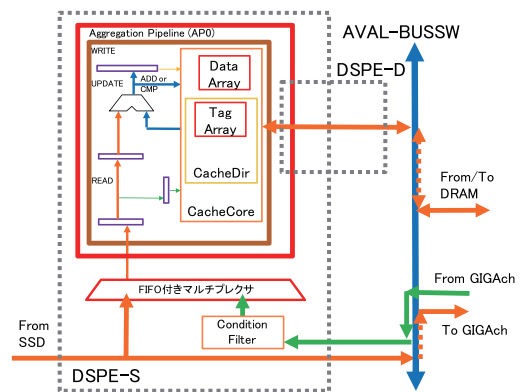 AVAL-BUSSW
Aggregation Pipeline (AP0)
WRITE
UPDATE
ADD or
CMP
Data
Array
DSPE-D
Tag
Array
READ
CacheDir
CacheCore
From/To
DRAM
From GIGAch
FIFO付きマルチプレクサ
From
SSD
Condition
Filter
To GIGAch
DSPE-S